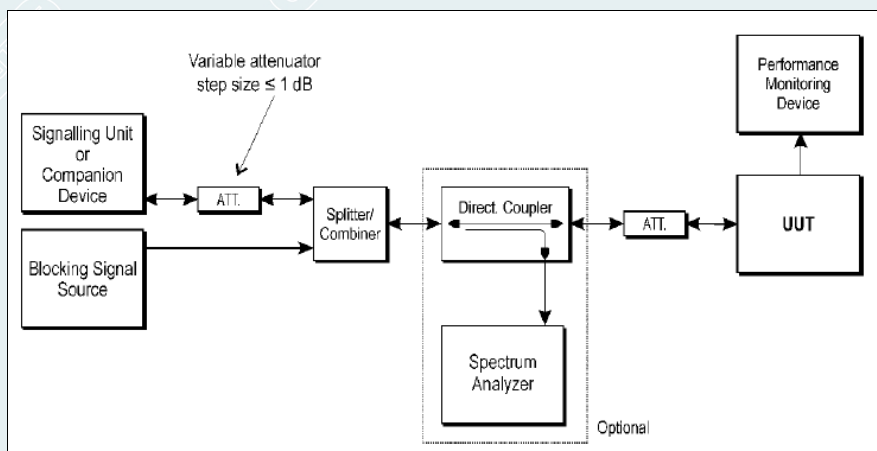 Variable attenuator
step size ≤ 1 dB
Performance
Monitoring
Device
Signalling Unit
or
Companion
Device
ATT.
Splitter/
Combiner
Direct. Coupler
ATT.
UUT
Blocking Signal
Source
Spectrum
Analyzer
Optional